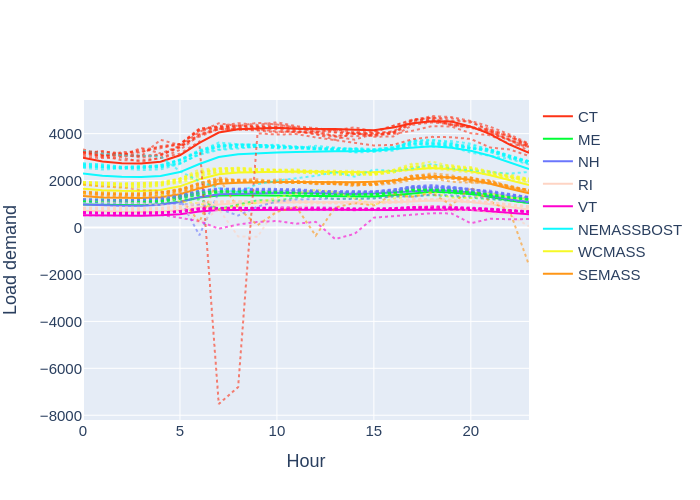 Load demand
4000
2000
0
−2000
−4000
−6000
−8000
0 5 10 15 20
Hour
CT
ME
NH
RI
VT
NEMASSBOST
WCMASS
SEMASS